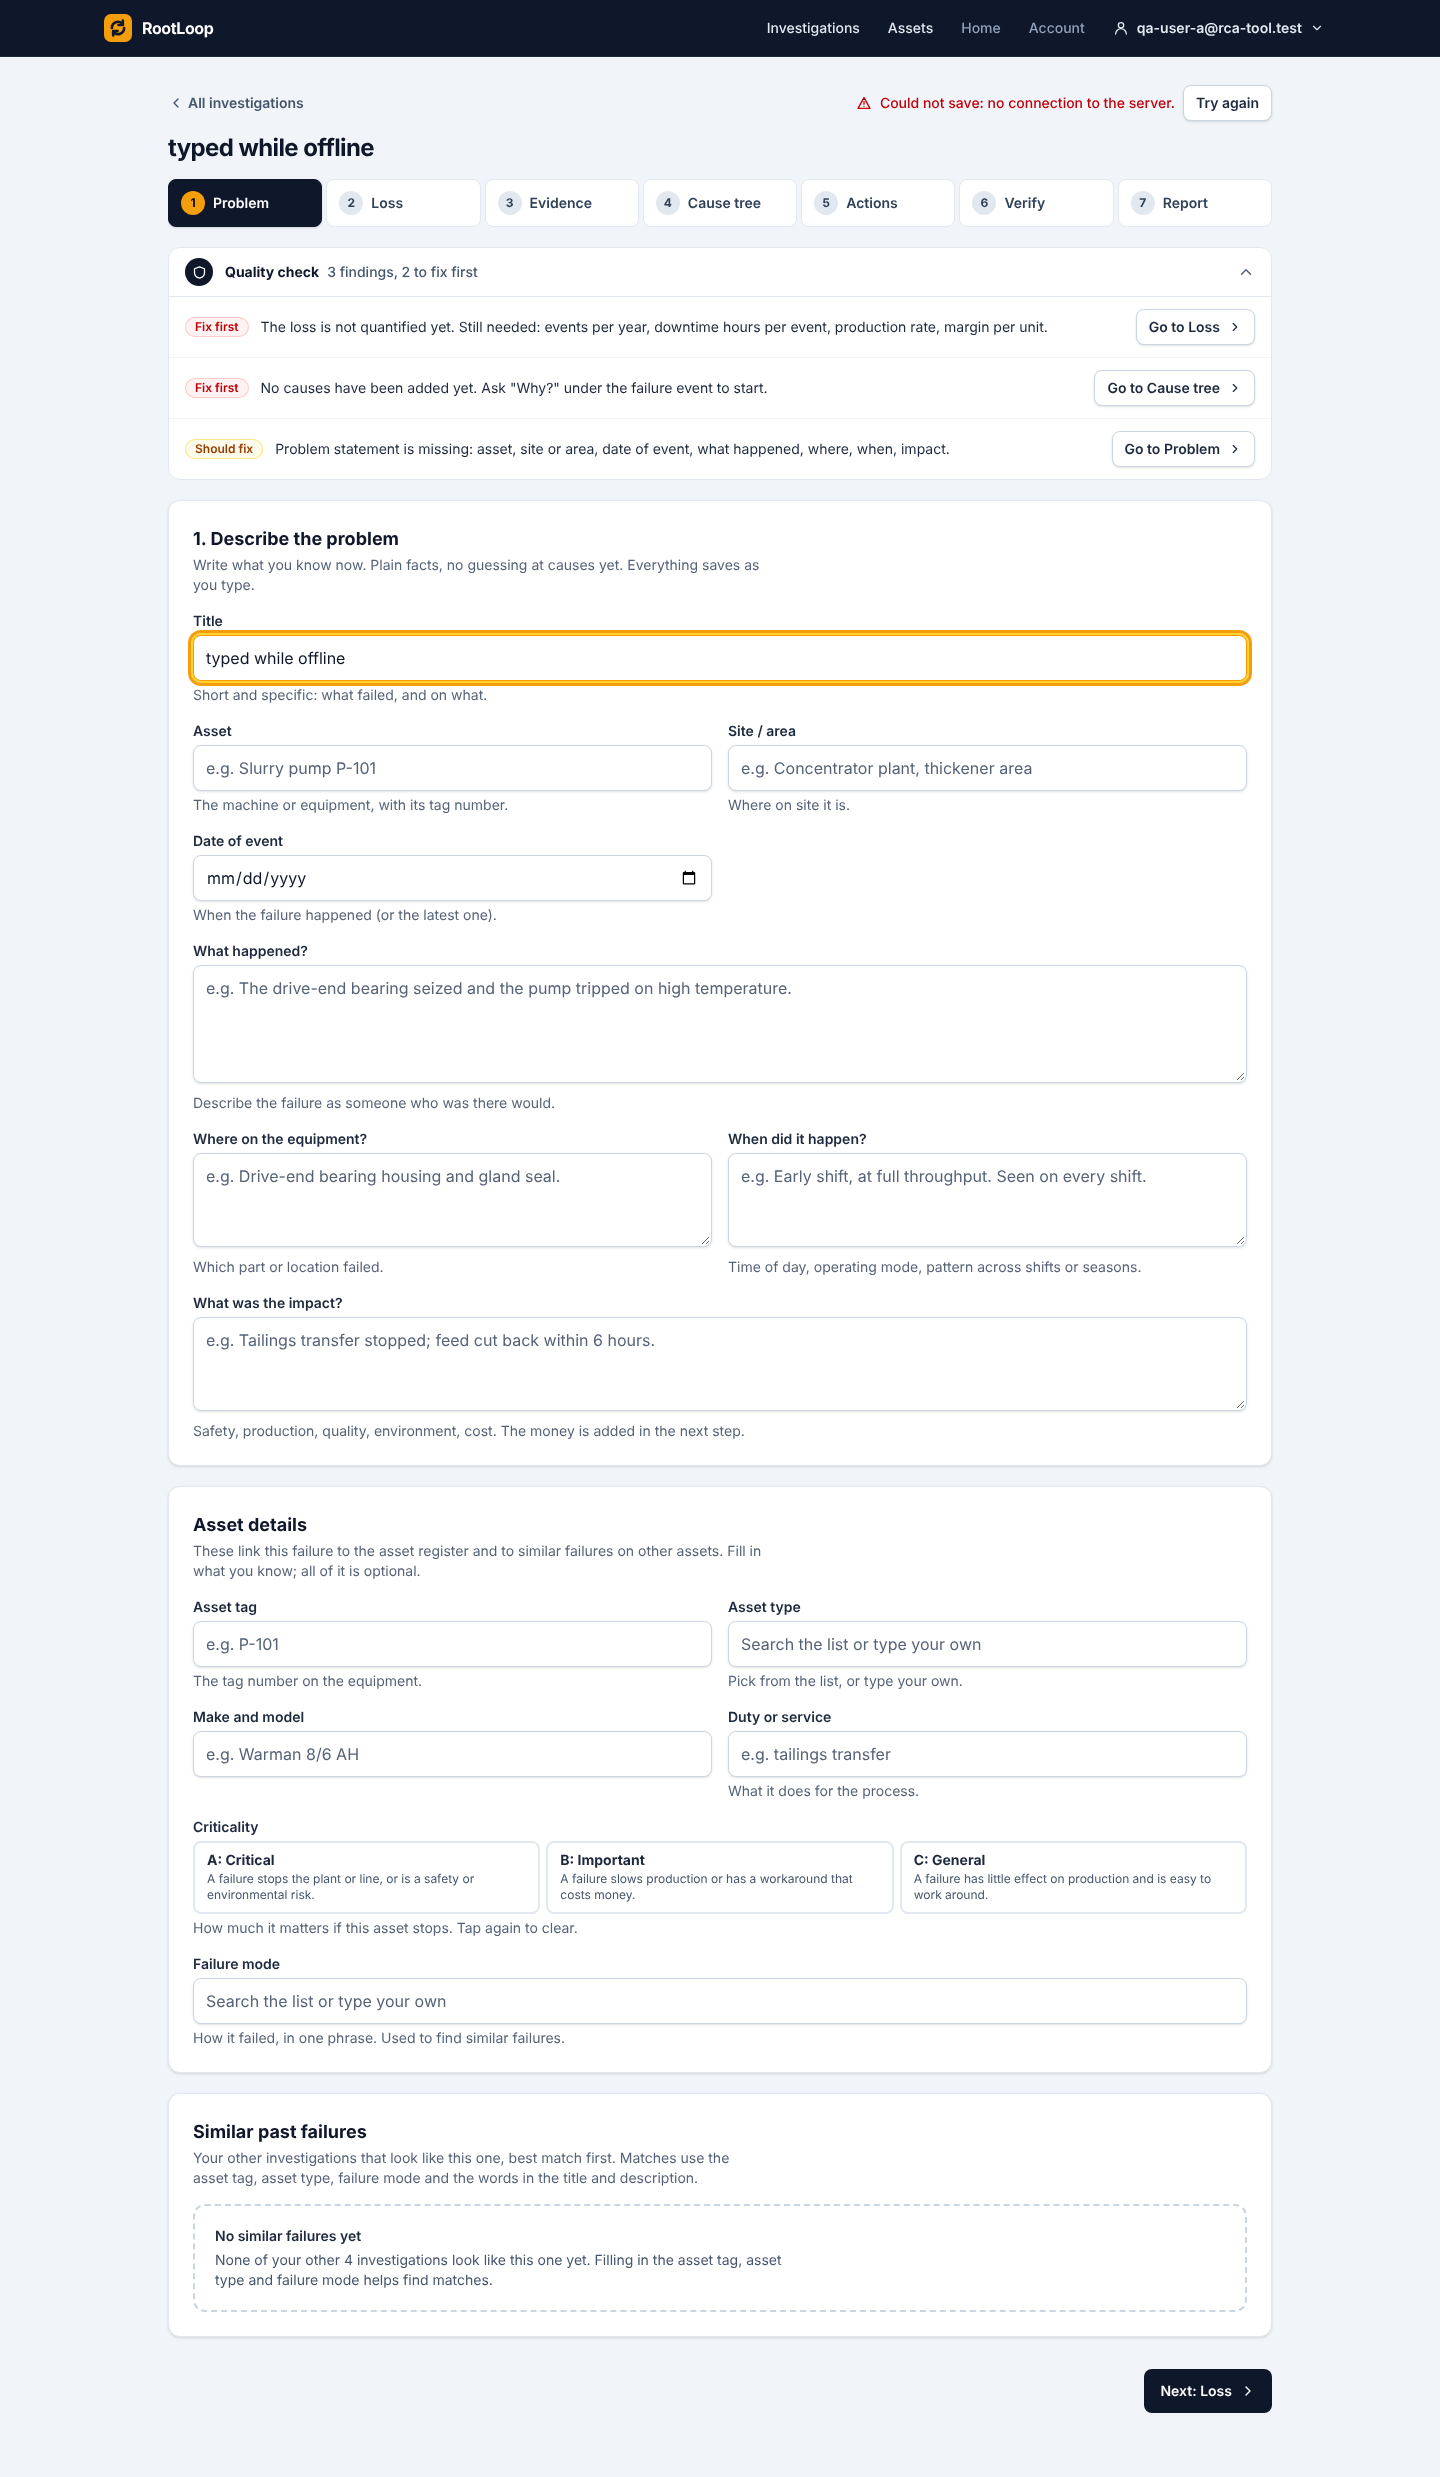 RootLoop
Investigations
Assets
Home
Account
qa-user-a@rca-tool.test
All investigations
Could not save: no connection to the server.
Try again
typed while offline
1 Problem
2 Loss
3 Evidence
4 Cause tree
5 Actions
6 Verify
7 Report
Quality check 3 findings, 2 to fix first
Fix first The loss is not quantified yet. Still needed: events per year, downtime hours per event, production rate, margin per unit.
Go to Loss
Fix first No causes have been added yet. Ask "Why?" under the failure event to start.
Go to Cause tree
Should fix Problem statement is missing: asset, site or area, date of event, what happened, where, when, impact.
Go to Problem
1. Describe the problem
Write what you know now. Plain facts, no guessing at causes yet. Everything saves as
you type.
Title
typed while offline
Short and specific: what failed, and on what.
Asset
e.g. Slurry pump P-101
The machine or equipment, with its tag number.
Site / area
e.g. Concentrator plant, thickener area
Where on site it is.
Date of event
mm/dd/yyyy
When the failure happened (or the latest one).
What happened?
e.g. The drive-end bearing seized and the pump tripped on high temperature.
Describe the failure as someone who was there would.
Where on the equipment?
e.g. Drive-end bearing housing and gland seal.
Which part or location failed.
When did it happen?
e.g. Early shift, at full throughput. Seen on every shift.
Time of day, operating mode, pattern across shifts or seasons.
What was the impact?
e.g. Tailings transfer stopped; feed cut back within 6 hours.
Safety, production, quality, environment, cost. The money is added in the next step.
Asset details
These link this failure to the asset register and to similar failures on other assets. Fill in
what you know; all of it is optional.
Asset tag
e.g. P-101
The tag number on the equipment.
Asset type
Search the list or type your own
Pick from the list, or type your own.
Make and model
e.g. Warman 8/6 AH
Duty or service
e.g. tailings transfer
What it does for the process.
Criticality
A: Critical
A failure stops the plant or line, or is a safety or
environmental risk.
B: Important
A failure slows production or has a workaround that
costs money.
C: General
A failure has little effect on production and is easy to
work around.
How much it matters if this asset stops. Tap again to clear.
Failure mode
Search the list or type your own
How it failed, in one phrase. Used to find similar failures.
Similar past failures
Your other investigations that look like this one, best match first. Matches use the
asset tag, asset type, failure mode and the words in the title and description.
No similar failures yet
None of your other 4 investigations look like this one yet. Filling in the asset tag, asset
type and failure mode helps find matches.
Next: Loss